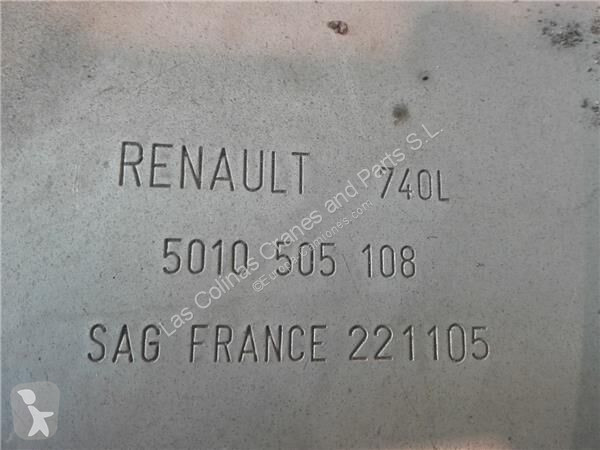 RENAULT 740L
5010 505 108
SAG FRANCE 221105
Las Colinas Cranes and Parts S.L.